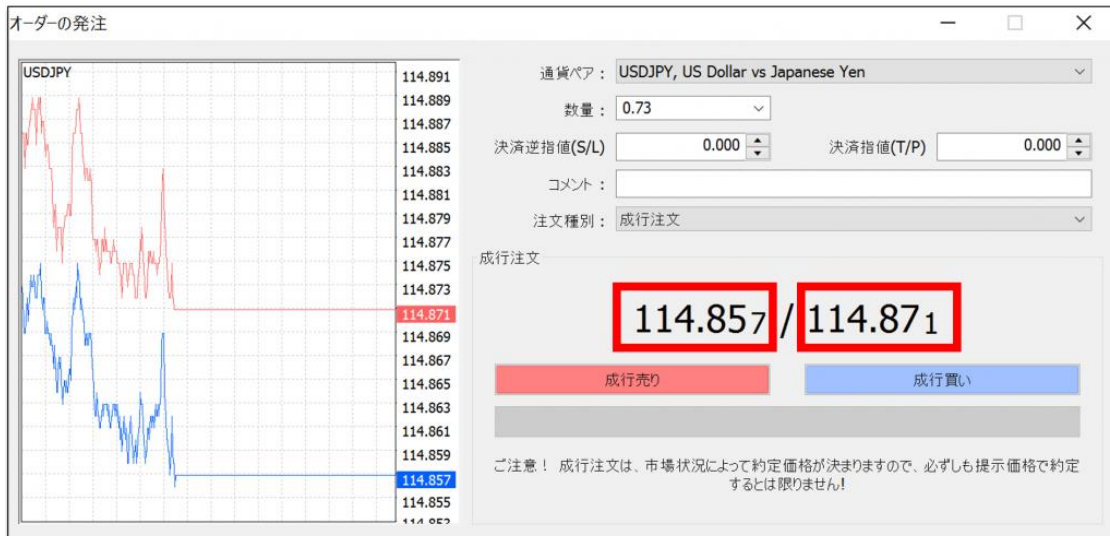 オーダーの発注
USDJPY
114.891
114.889
114.887
114.885
114.883
114.881
114.879
114.877
114.875
114.873
114.871
114.869
114.867
114.865
114.863
114.861
114.859
114.857
114.855
通貨ペア： USDJPY, US Dollar vs Japanese Yen
数量： 0.73
決済逆指値(S/L) 0.000 決済指値(T/P) 0.000
コメント：
注文種別： 成行注文
成行注文
114.857 / 114.871
成行売り 成行買い
ご注意！ 成行注文は、市場状況によって約定価格が決まりますので、必ずしも提示価格で約定
するとは限りません!